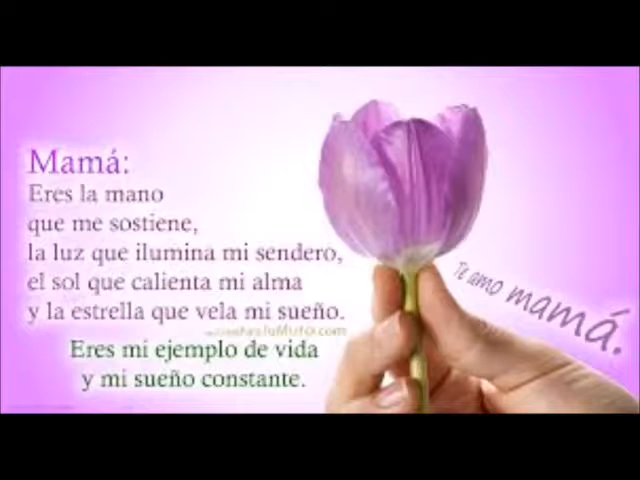 Mamá:
Eres la mano
que me sostiene,
la luz que ilumina mi sendero,
el sol que calienta mi alma
y la estrella que vela mi sueño.
Eres mi ejemplo de vida
y mi sueño constante.
Te amo mamá.